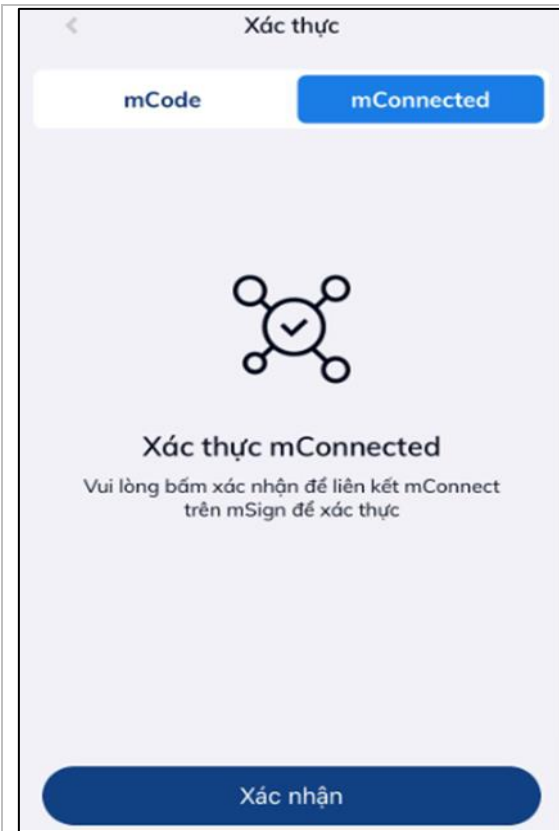 Xác thực
mCode
mConnected
Xác thực mConnected
Vui lòng bấm xác nhận để liên kết mConnect
trên mSign để xác thực
Xác nhận